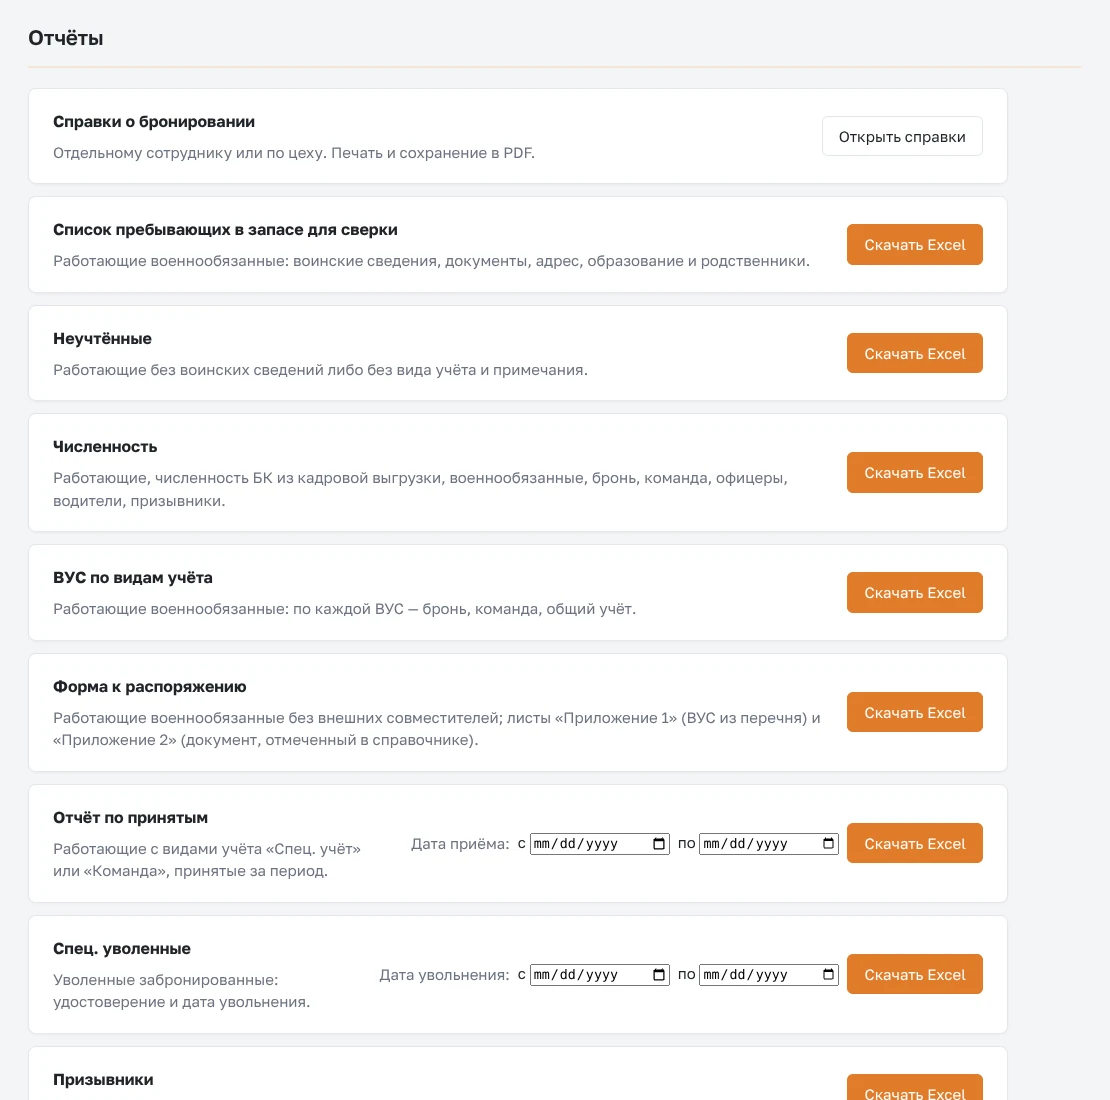 Отчёты
Справки о бронировании
Отдельному сотруднику или по цеху. Печать и сохранение в PDF.
Открыть справки
Список пребывающих в запасе для сверки
Работающие военнообязанные: воинские сведения, документы, адрес, образование и родственники.
Скачать Excel
Неучтённые
Работающие без воинских сведений либо без вида учёта и примечания.
Скачать Excel
Численность
Работающие, численность БК из кадровой выгрузки, военнообязанные, бронь, команда, офицеры,
водители, призывники.
Скачать Excel
ВУС по видам учёта
Работающие военнообязанные: по каждой ВУС — бронь, команда, общий учёт.
Скачать Excel
Форма к распоряжению
Работающие военнообязанные без внешних совместителей; листы «Приложение 1» (ВУС из перечня) и
«Приложение 2» (документ, отмеченный в справочнике).
Скачать Excel
Отчёт по принятым
Работающие с видами учёта «Спец. учёт»
или «Команда», принятые за период.
Дата приёма: с mm/dd/yyyy по mm/dd/yyyy
Скачать Excel
Спец. уволенные
Уволенные забронированные:
удостоверение и дата увольнения.
Дата увольнения: с mm/dd/yyyy по mm/dd/yyyy
Скачать Excel
Призывники
Скачать Excel